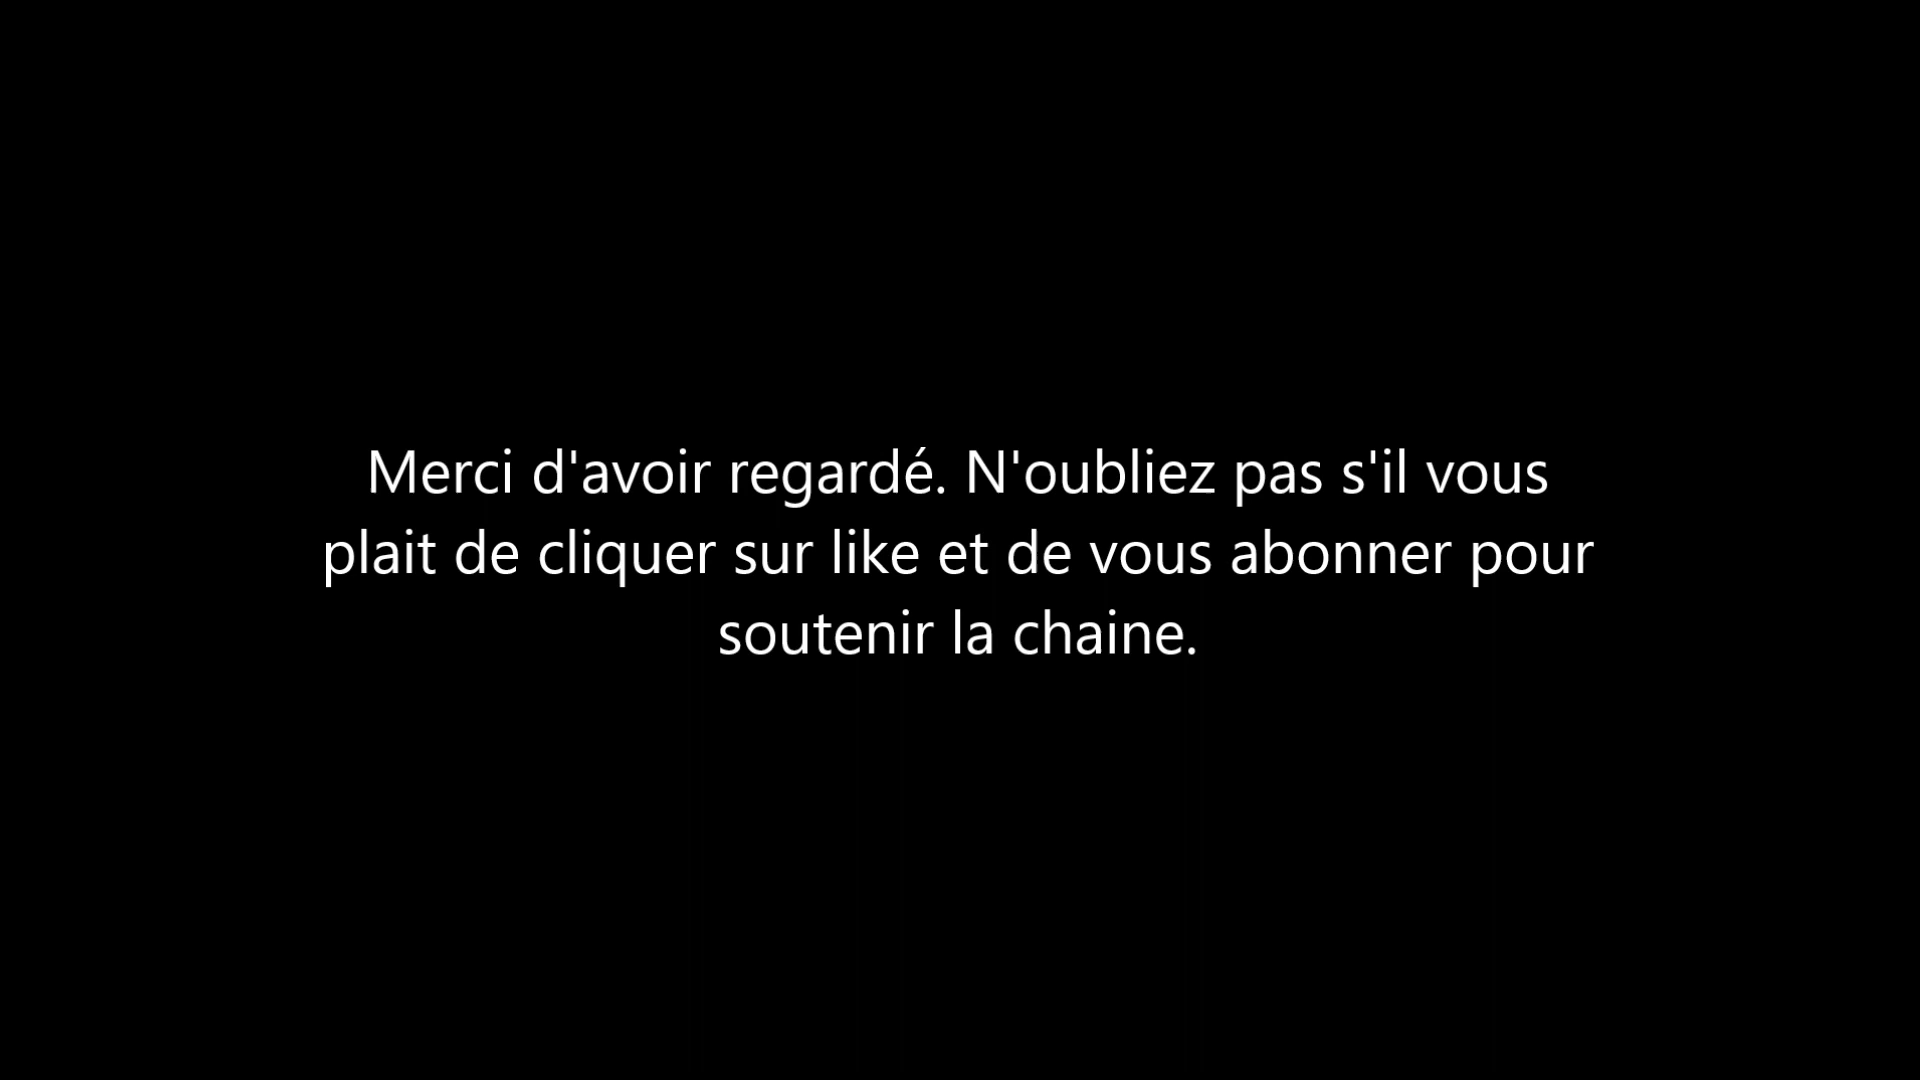 Merci d'avoir regardé. N'oubliez pas s'il vous
plait de cliquer sur like et de vous abonner pour
soutenir la chaine.